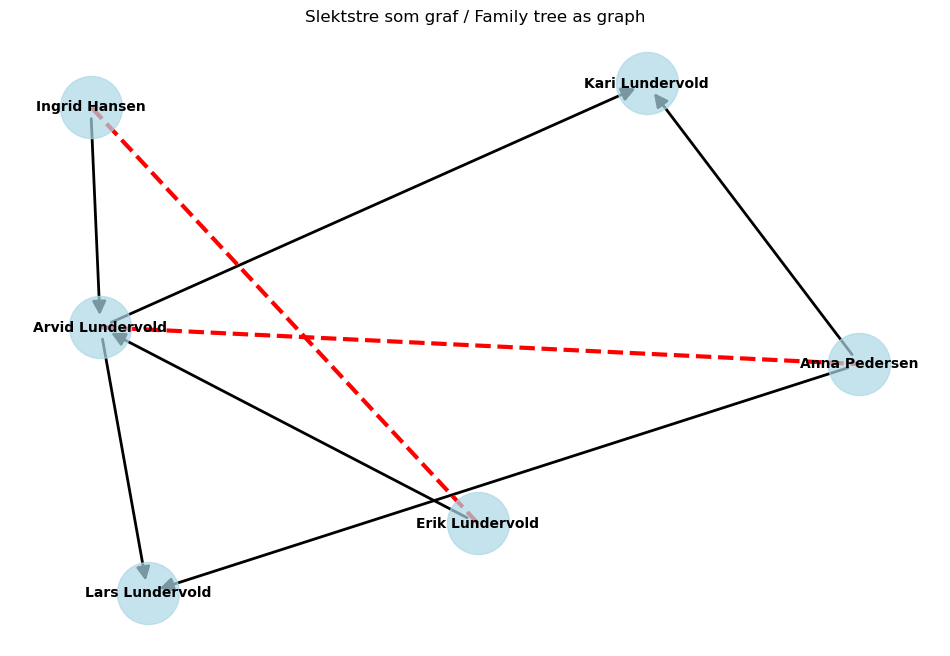 Slektstre som graf / Family tree as graph
Kari Lundervold
Ingrid Hansen
Arvid Lundervold
Anna Pedersen
Erik Lundervold
Lars Lundervold